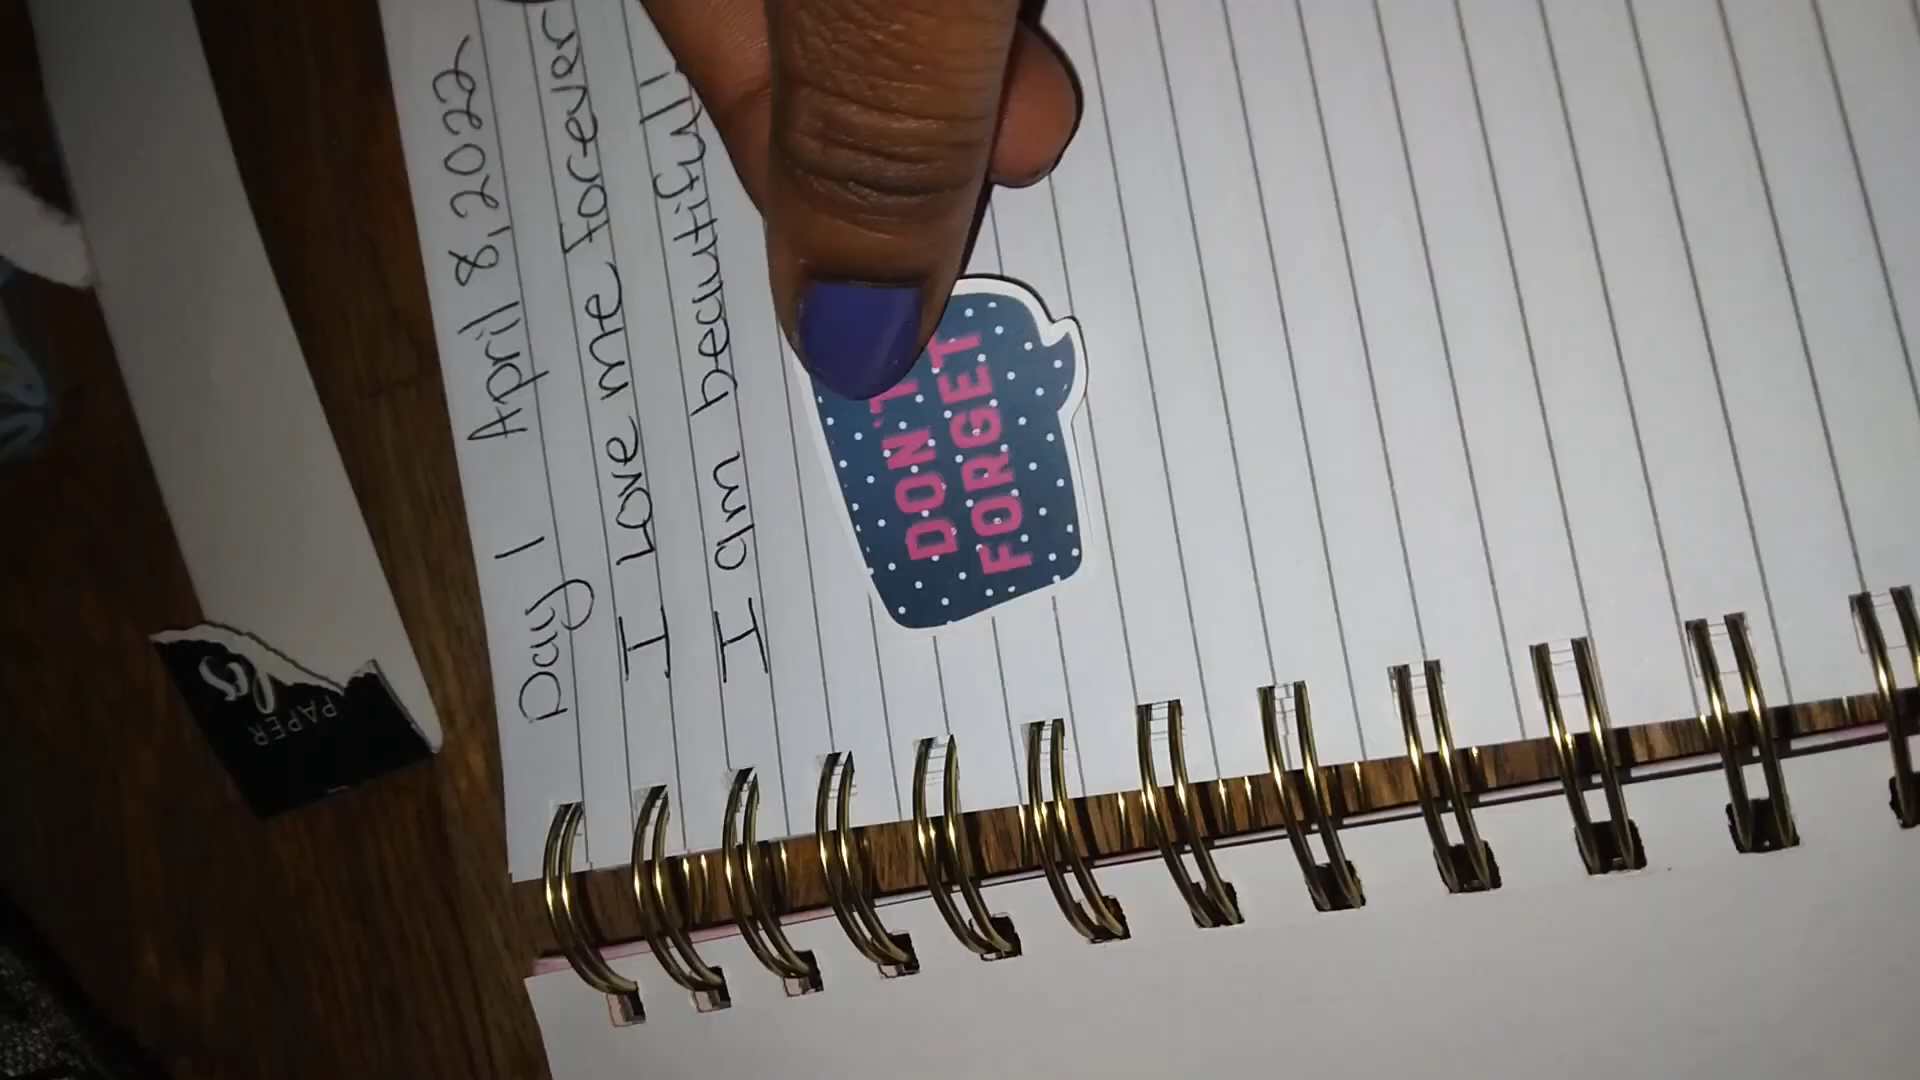 Day 1 April 8, 2022
I Love me forever
I am beautiful!
DON'T
FORGET
PAPER